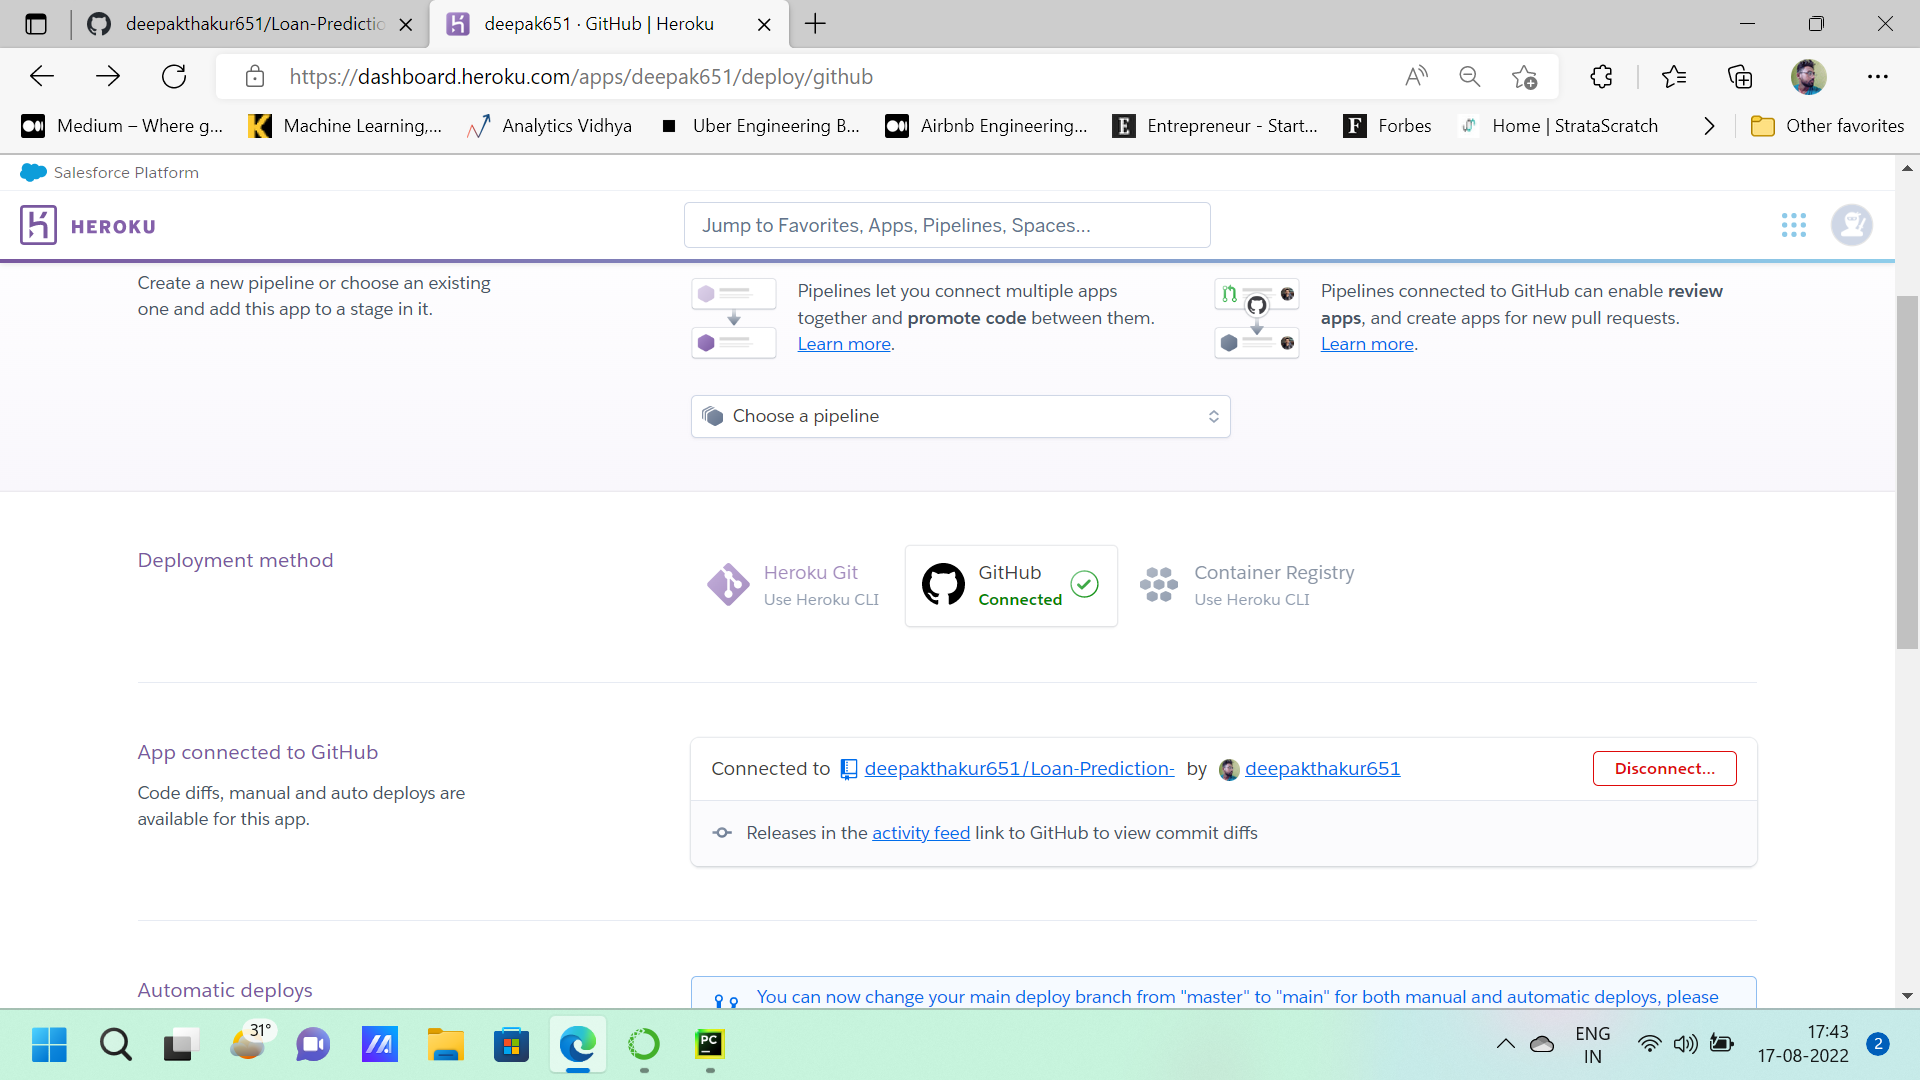 deepakthakur651/Loan-Predictio
deepak651 · GitHub | Heroku
https://dashboard.heroku.com/apps/deepak651/deploy/github
Medium – Where g...
Machine Learning,...
Analytics Vidhya
Uber Engineering B...
Airbnb Engineering...
Entrepreneur - Start...
Forbes
Home | StrataScratch
Other favorites
Salesforce Platform
HEROKU
Jump to Favorites, Apps, Pipelines, Spaces...
Create a new pipeline or choose an existing
one and add this app to a stage in it.
Pipelines let you connect multiple apps
together and promote code between them.
Learn more.
Pipelines connected to GitHub can enable review
apps, and create apps for new pull requests.
Learn more.
Choose a pipeline
Deployment method
Heroku Git
Use Heroku CLI
GitHub
Connected
Container Registry
Use Heroku CLI
App connected to GitHub
Code diffs, manual and auto deploys are
available for this app.
Connected to deepakthakur651/Loan-Prediction- by deepakthakur651
Disconnect...
Releases in the activity feed link to GitHub to view commit diffs
Automatic deploys
You can now change your main deploy branch from "master" to "main" for both manual and automatic deploys, please
31°
PC
ENG
IN
17:43
17-08-2022
2